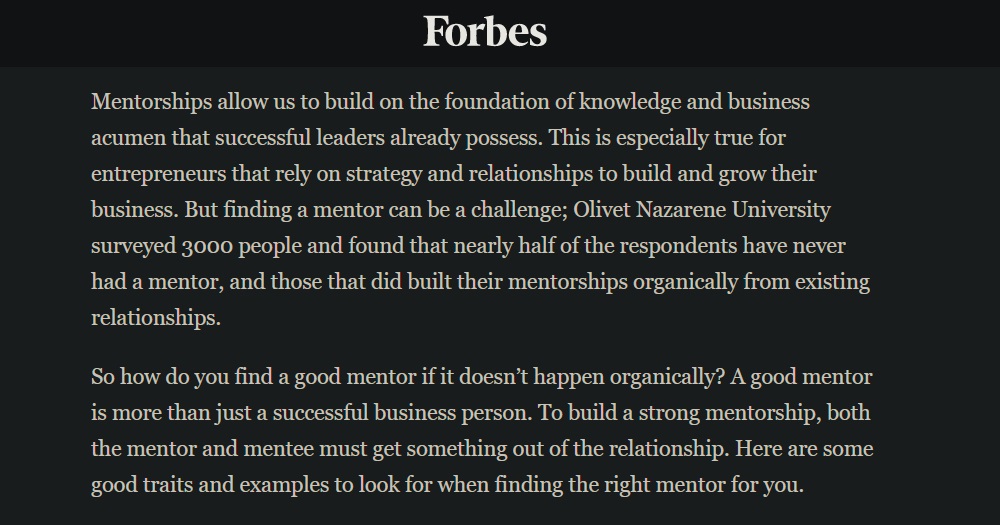 Forbes
Mentorships allow us to build on the foundation of knowledge and business
acumen that successful leaders already possess. This is especially true for
entrepreneurs that rely on strategy and relationships to build and grow their
business. But finding a mentor can be a challenge; Olivet Nazarene University
surveyed 3000 people and found that nearly half of the respondents have never
had a mentor, and those that did built their mentorships organically from existing
relationships.
So how do you find a good mentor if it doesn’t happen organically? A good mentor
is more than just a successful business person. To build a strong mentorship, both
the mentor and mentee must get something out of the relationship. Here are some
good traits and examples to look for when finding the right mentor for you.